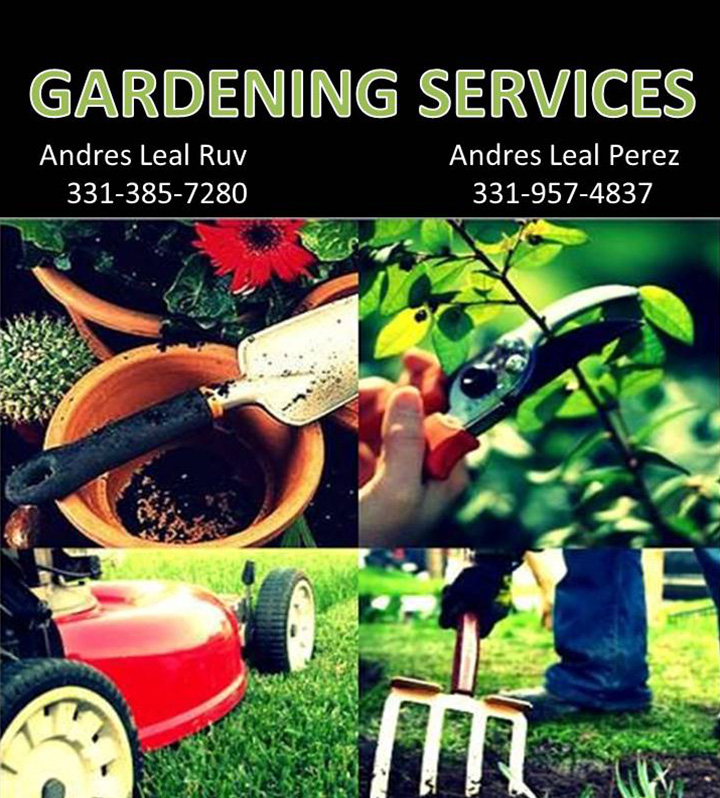 GARDENING SERVICES
Andres Leal Ruv Andres Leal Perez
331-385-7280 331-957-4837